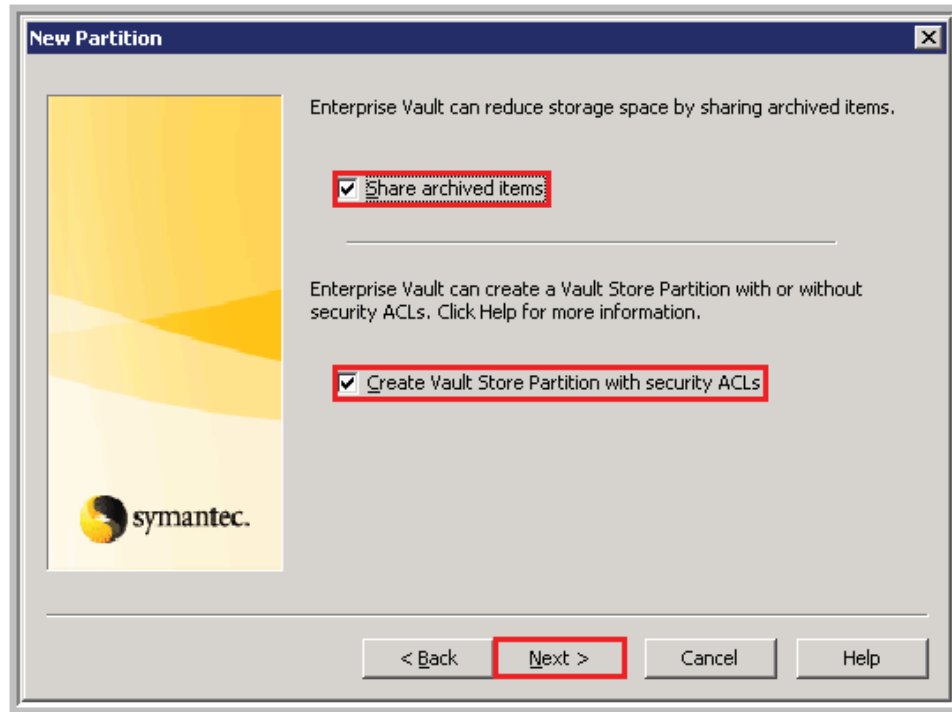 New Partition
Enterprise Vault can reduce storage space by sharing archived items.
Share archived items
Enterprise Vault can create a Vault Store Partition with or without
security ACLs. Click Help for more information.
Create Vault Store Partition with security ACLs
symantec.
< Back
Next >
Cancel
Help